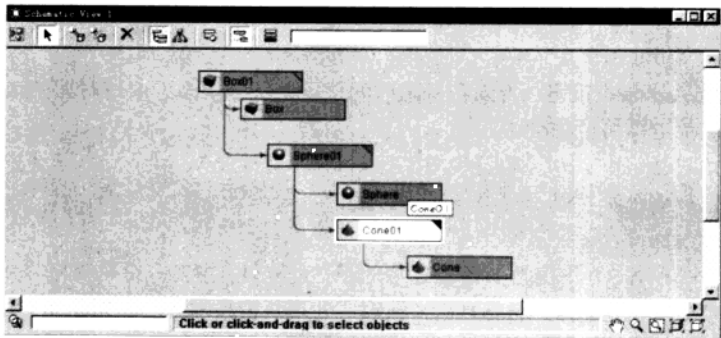 Schematic View 1
Box01
Box
Sphere01
Sphere
Cone01
Cone01
Cone
Click or click-and-drag to select objects